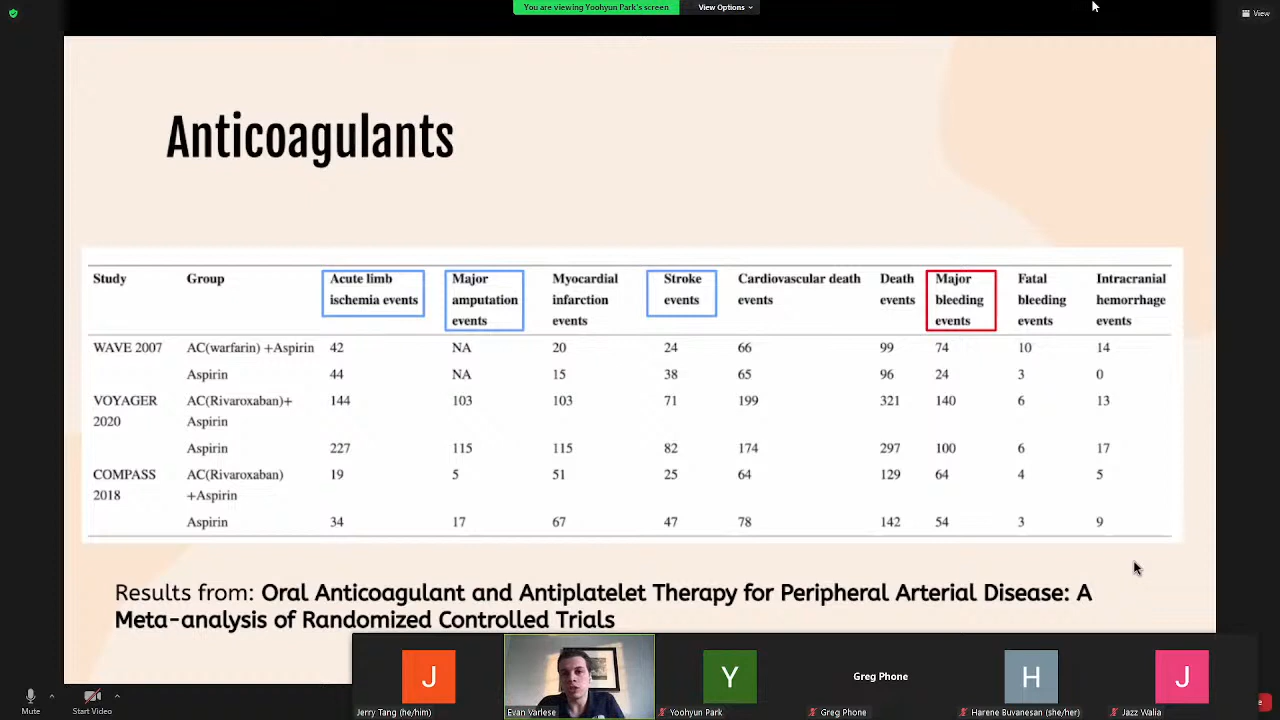 You are viewing Yoohyun Park's screen
View Options
View
Anticoagulants
Study Group Acute limb Major Myocardial Stroke Cardiovascular death Death Major Fatal Intracranial
ischemia events amputation infarction events events events bleeding bleeding hemorrhage
events events events events events
WAVE 2007 AC(warfarin) +Aspirin 42 NA 20 24 66 99 74 10 14
Aspirin 44 NA 15 38 65 96 24 3 0
VOYAGER AC(Rivaroxaban)+ 144 103 103 71 199 321 140 6 13
2020 Aspirin
Aspirin 227 115 115 82 174 297 100 6 17
COMPASS AC(Rivaroxaban) 19 5 51 25 64 129 64 4 5
2018 +Aspirin
Aspirin 34 17 67 47 78 142 54 3 9
Results from: Oral Anticoagulant and Antiplatelet Therapy for Peripheral Arterial Disease: A
Meta-analysis of Randomized Controlled Trials
J Y Greg Phone H J
Mute Start Video Jerry Tang (he/him) Evan Varlese Yoohyun Park Greg Phone Harene Buvanesan (she/her) Jazz Walia